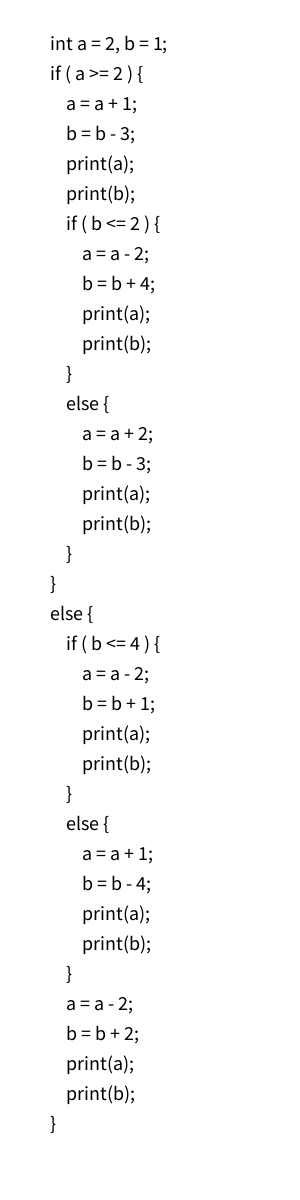 int a = 2, b = 1;
if ( a >= 2 ) {
a = a + 1;
b = b - 3;
print(a);
print(b);
if ( b <= 2 ) {
a = a - 2;
b = b + 4;
print(a);
print(b);
}
else {
a = a + 2;
b = b - 3;
print(a);
print(b);
}
}
else {
if ( b <= 4 ) {
a = a - 2;
b = b + 1;
print(a);
print(b);
}
else {
a = a + 1;
b = b - 4;
print(a);
print(b);
}
a = a - 2;
b = b + 2;
print(a);
print(b);
}